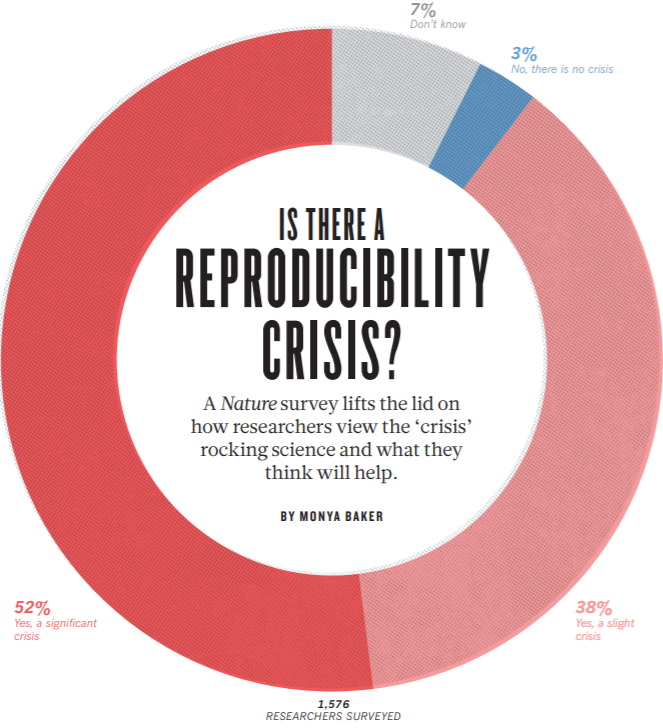 7%
Don't know
3%
No, there is no crisis
IS THERE A
REPRODUCIBILITY
CRISIS?
A Nature survey lifts the lid on
how researchers view the ‘crisis’
rocking science and what they
think will help.
BY MONYA BAKER
52%
Yes, a significant
crisis
38%
Yes, a slight
crisis
1,576
RESEARCHERS SURVEYED